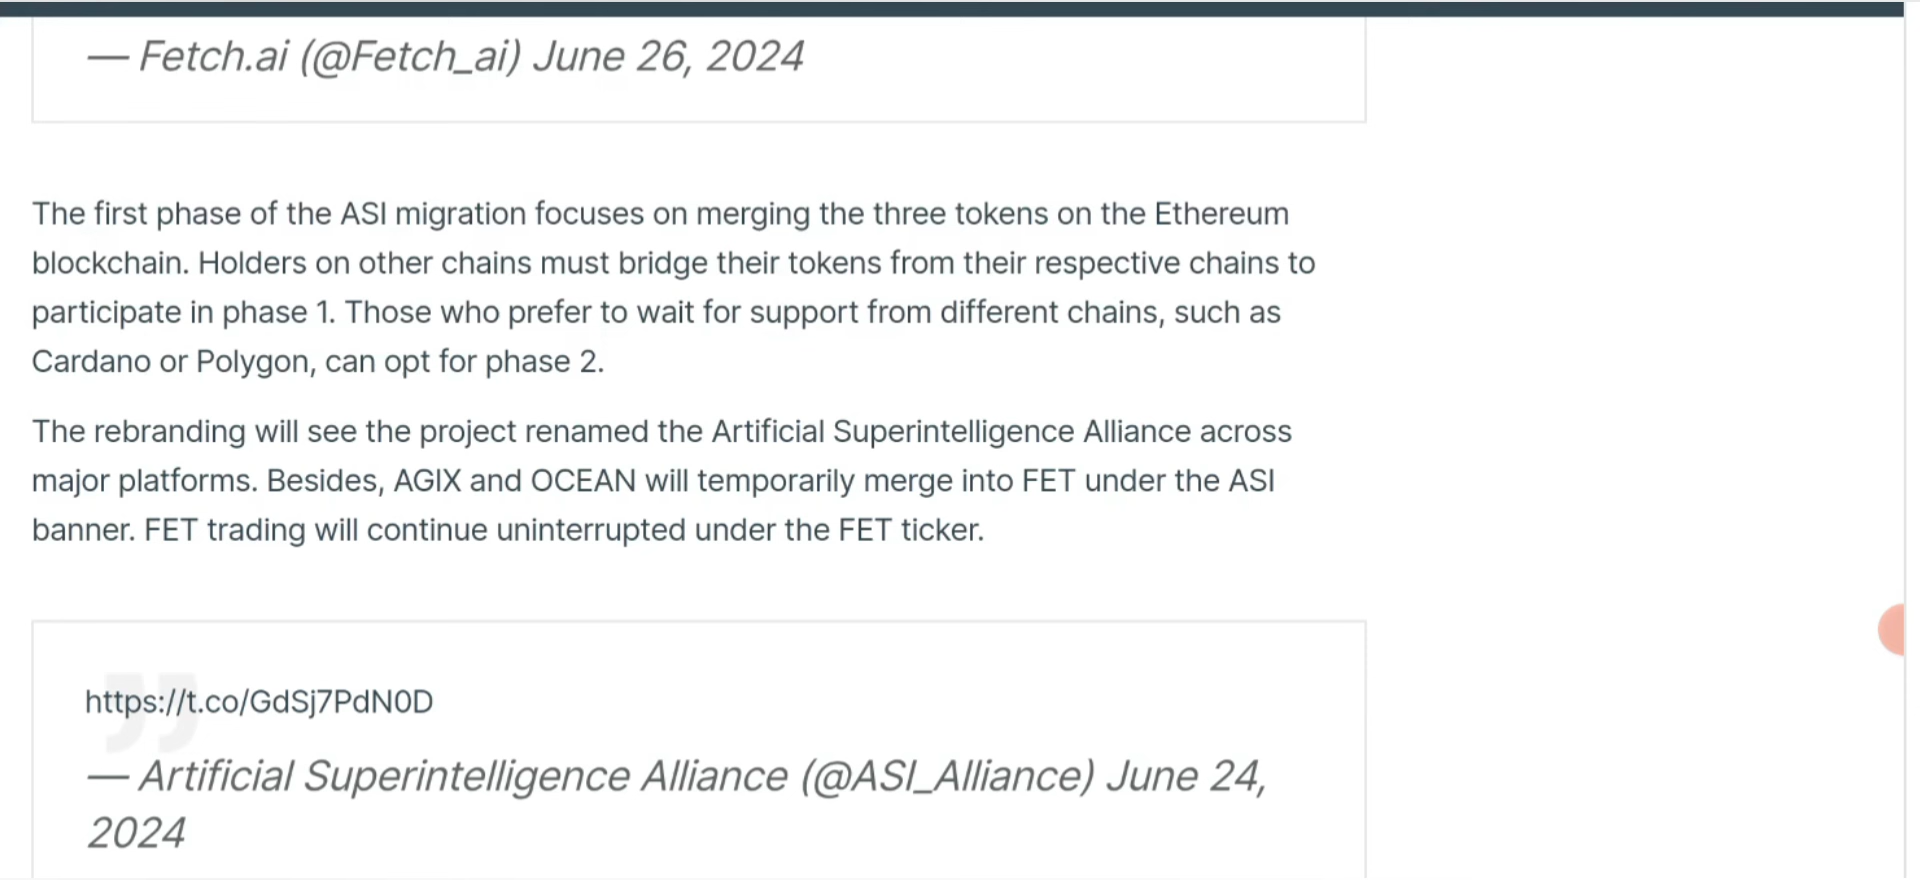 — Fetch.ai (@Fetch_ai) June 26, 2024
The first phase of the ASI migration focuses on merging the three tokens on the Ethereum
blockchain. Holders on other chains must bridge their tokens from their respective chains to
participate in phase 1. Those who prefer to wait for support from different chains, such as
Cardano or Polygon, can opt for phase 2.
The rebranding will see the project renamed the Artificial Superintelligence Alliance across
major platforms. Besides, AGIX and OCEAN will temporarily merge into FET under the ASI
banner. FET trading will continue uninterrupted under the FET ticker.
https://t.co/GdSj7PdN0D
— Artificial Superintelligence Alliance (@ASI_Alliance) June 24,
2024